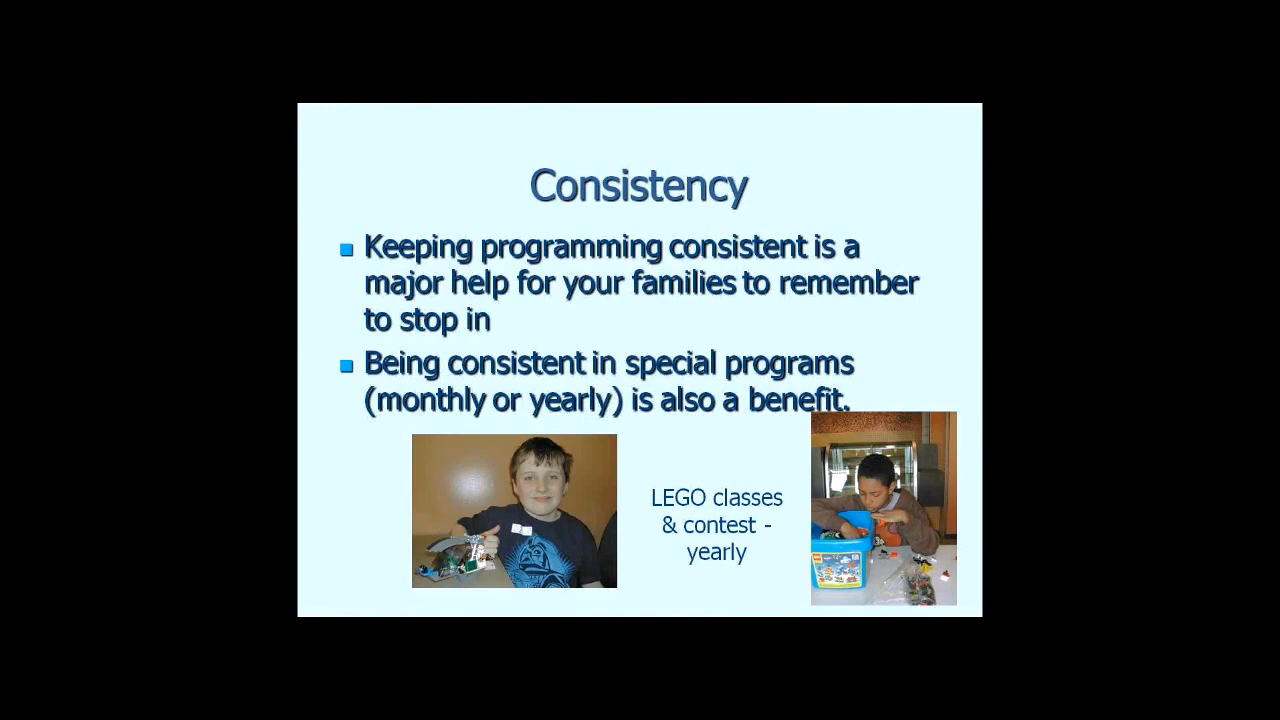 Consistency
Keeping programming consistent is a
major help for your families to remember
to stop in
Being consistent in special programs
(monthly or yearly) is also a benefit.
LEGO classes
& contest -
yearly